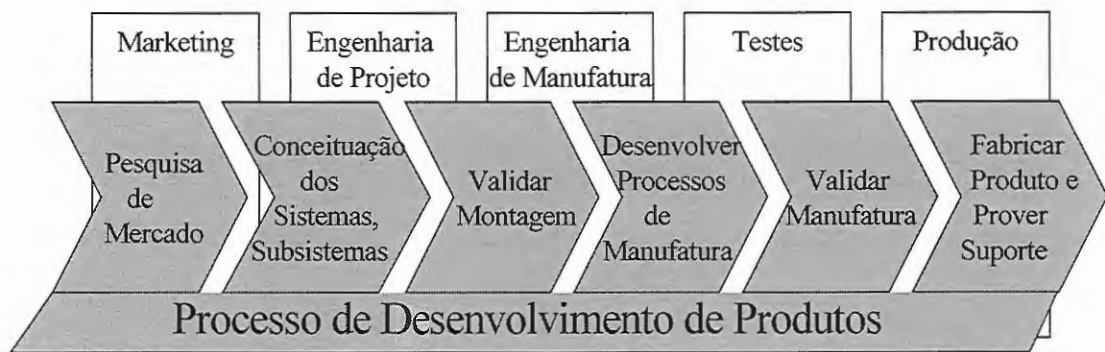 Marketing
Engenharia
de Projeto
Engenharia
de Manufatura
Testes
Produção
Pesquisa
de
Mercado
Conceituação
dos
Sistemas,
Subsistemas
Validar
Montagem
Desenvolver
Processos
de
Manufatura
Validar
Manufatura
Fabricar
Produto e
Prover
Suporte
Processo de Desenvolvimento de Produtos